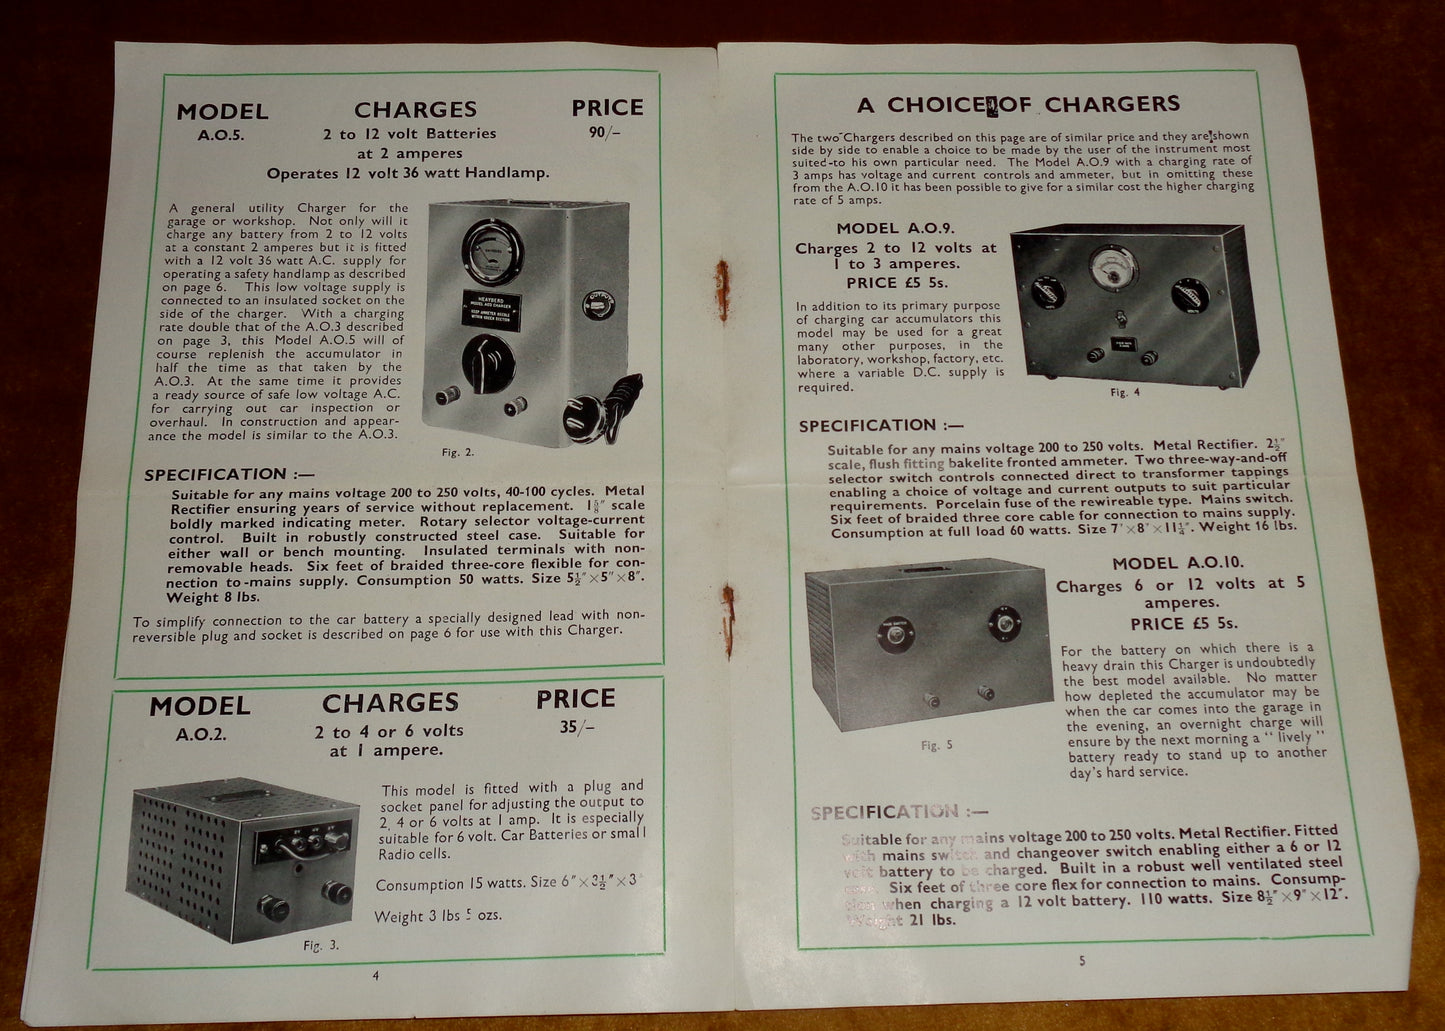 MODEL CHARGES PRICE
A.O.5. 2 to 12 volt Batteries 90/-
at 2 amperes
Operates 12 volt 36 watt Handlamp.
A general utility Charger for the
garage or workshop. Not only will it
charge any battery from 2 to 12 volts
at a constant 2 amperes but it is fitted
with a 12 volt 36 watt A.C. supply for
operating a safety handlamp as described
on page 6. This low voltage supply is
connected to an insulated socket on the
side of the charger. With a charging
rate double that of the A.O.3 described
on page 3, this Model A.O.5 will of
course replenish the accumulator in
half the time as that taken by the
A.O.3. At the same time it provides
a ready source of safe low voltage A.C.
for carrying out car inspection or
overhaul. In construction and appear-
ance the model is similar to the A.O.3.
HEAYBERD
MODEL AO5 CHARGER
KEEP AMMETER NEEDLE
WITHIN GREEN SECTION
OUTPUT
Fig. 2.
SPECIFICATION :—
Suitable for any mains voltage 200 to 250 volts, 40-100 cycles. Metal
Rectifier ensuring years of service without replacement. 1⅝″ scale
boldly marked indicating meter. Rotary selector voltage-current
control. Built in robustly constructed steel case. Suitable for
either wall or bench mounting. Insulated terminals with non-
removable heads. Six feet of braided three-core flexible for con-
nection to mains supply. Consumption 50 watts. Size 5½″×5″×8″.
Weight 8 lbs.
To simplify connection to the car battery a specially designed lead with non-
reversible plug and socket is described on page 6 for use with this Charger.
MODEL CHARGES PRICE
A.O.2. 2 to 4 or 6 volts 35/-
at 1 ampere.
This model is fitted with a plug and
socket panel for adjusting the output to
2, 4 or 6 volts at 1 amp. It is especially
suitable for 6 volt. Car Batteries or small
Radio cells.
Consumption 15 watts. Size 6″×3½″×3
Weight 3 lbs 5 ozs.
Fig. 3.
4
A CHOICE OF CHARGERS
The two Chargers described on this page are of similar price and they are shown
side by side to enable a choice to be made by the user of the instrument most
suited to his own particular need. The Model A.O.9 with a charging rate of
3 amps has voltage and current controls and ammeter, but in omitting these
from the A.O.10 it has been possible to give for a similar cost the higher charging
rate of 5 amps.
MODEL A.O.9.
Charges 2 to 12 volts at
1 to 3 amperes.
PRICE £5 5s.
In addition to its primary purpose
of charging car accumulators this
model may be used for a great
many other purposes, in the
laboratory, workshop, factory, etc.
where a variable D.C. supply is
required.
Fig. 4
SPECIFICATION :—
Suitable for any mains voltage 200 to 250 volts. Metal Rectifier. 2½″
scale, flush fitting bakelite fronted ammeter. Two three-way-and-off
selector switch controls connected direct to transformer tappings
enabling a choice of voltage and current outputs to suit particular
requirements. Porcelain fuse of the rewireable type. Mains switch.
Six feet of braided three core cable for connection to mains supply.
Consumption at full load 60 watts. Size 7″×8″×11¼″. Weight 16 lbs.
MODEL A.O.10.
Charges 6 or 12 volts at 5
amperes.
PRICE £5 5s.
For the battery on which there is a
heavy drain this Charger is undoubtedly
the best model available. No matter
how depleted the accumulator may be
when the car comes into the garage in
the evening, an overnight charge will
ensure by the next morning a “ lively ”
battery ready to stand up to another
day's hard service.
Fig. 5
SPECIFICATION :—
Suitable for any mains voltage 200 to 250 volts. Metal Rectifier. Fitted
with mains switch and changeover switch enabling either a 6 or 12
volt battery to be charged. Built in a robust well ventilated steel
case. Six feet of three core flex for connection to mains. Consump-
tion when charging a 12 volt battery. 110 watts. Size 8½″×9″×12″.
Weight 21 lbs.
5